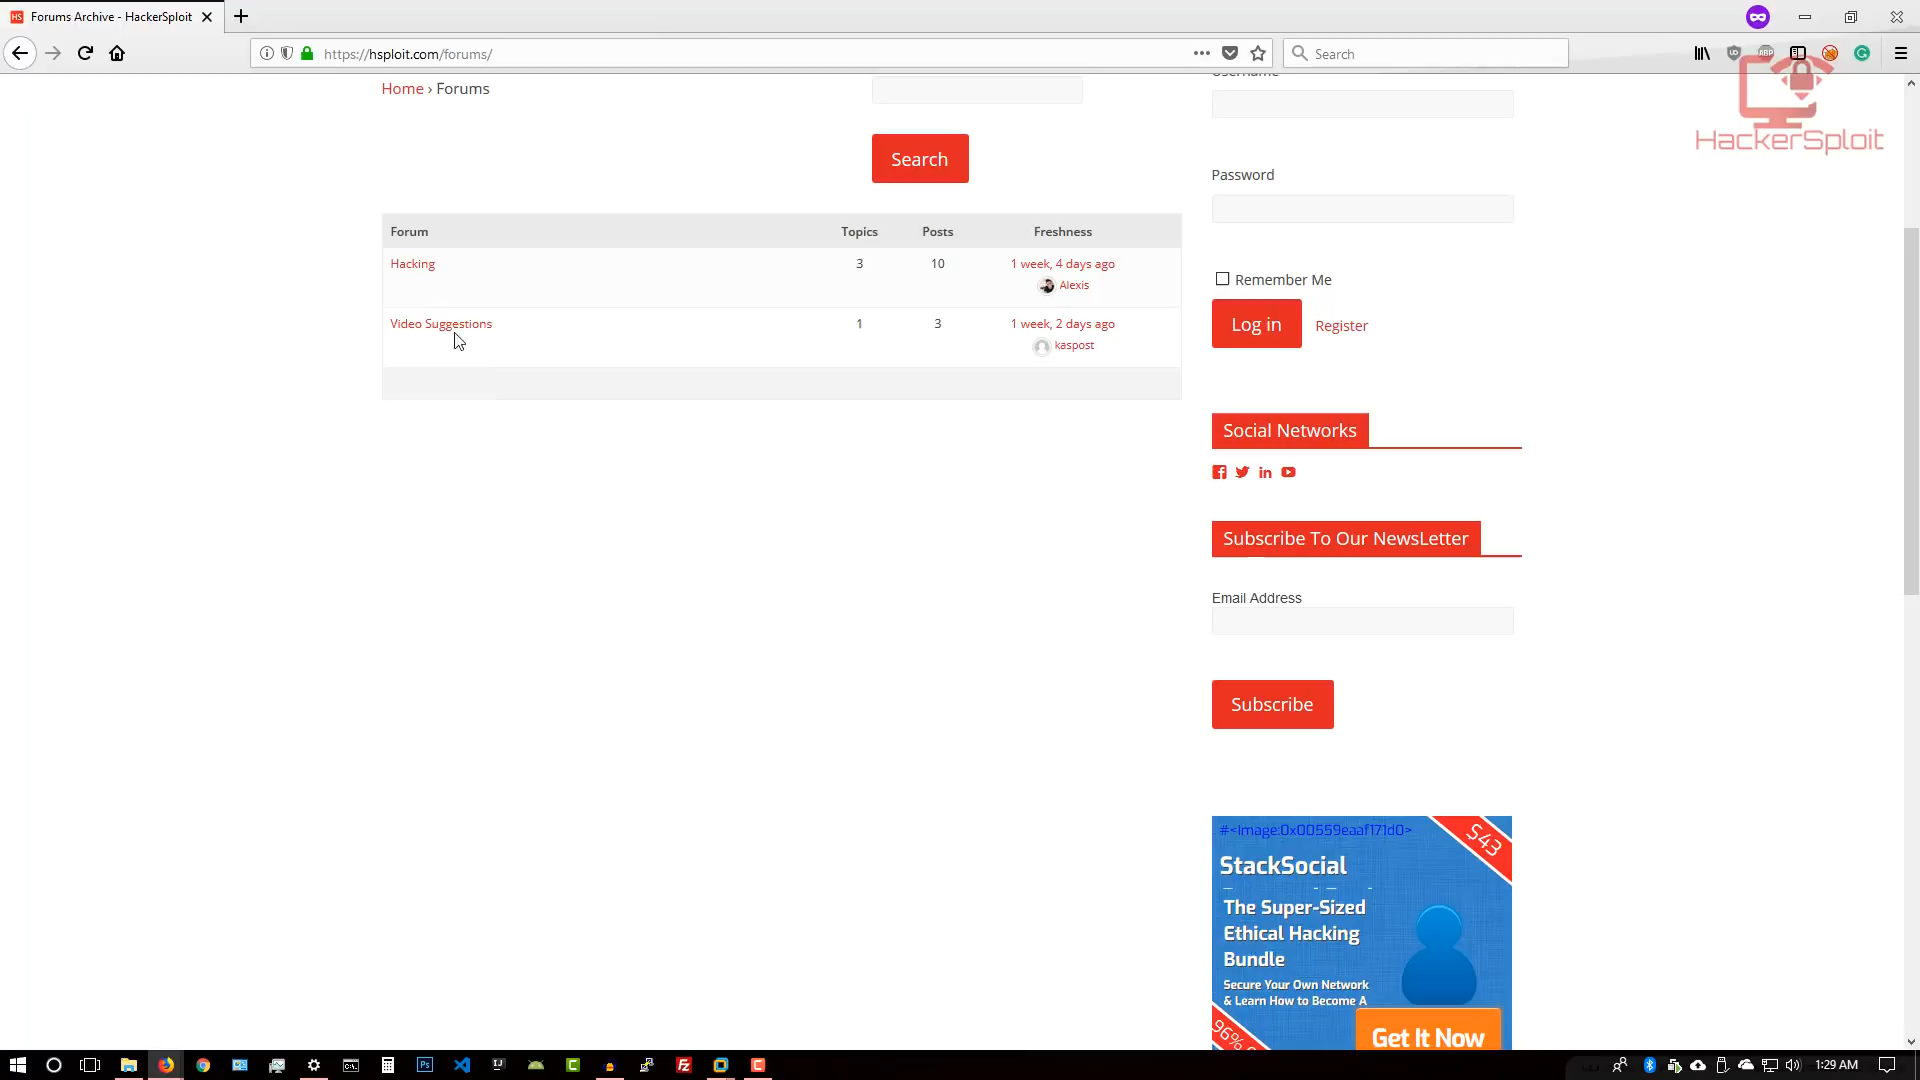 Forums Archive - HackerSploit
https://hsploit.com/forums/
Search
Home › Forums
Search
Forum Topics Posts Freshness
Hacking 3 10 1 week, 4 days ago
Alexis
Video Suggestions 1 3 1 week, 2 days ago
kaspost
Username
HackerSploit
Password
Remember Me
Log in Register
Social Networks
Subscribe To Our NewsLetter
Email Address
Subscribe
#<Image:0x00559eaaf171d0>
$43
StackSocial
The Super-Sized
Ethical Hacking
Bundle
Secure Your Own Network
& Learn How to Become A
96%
Get It Now
1:29 AM